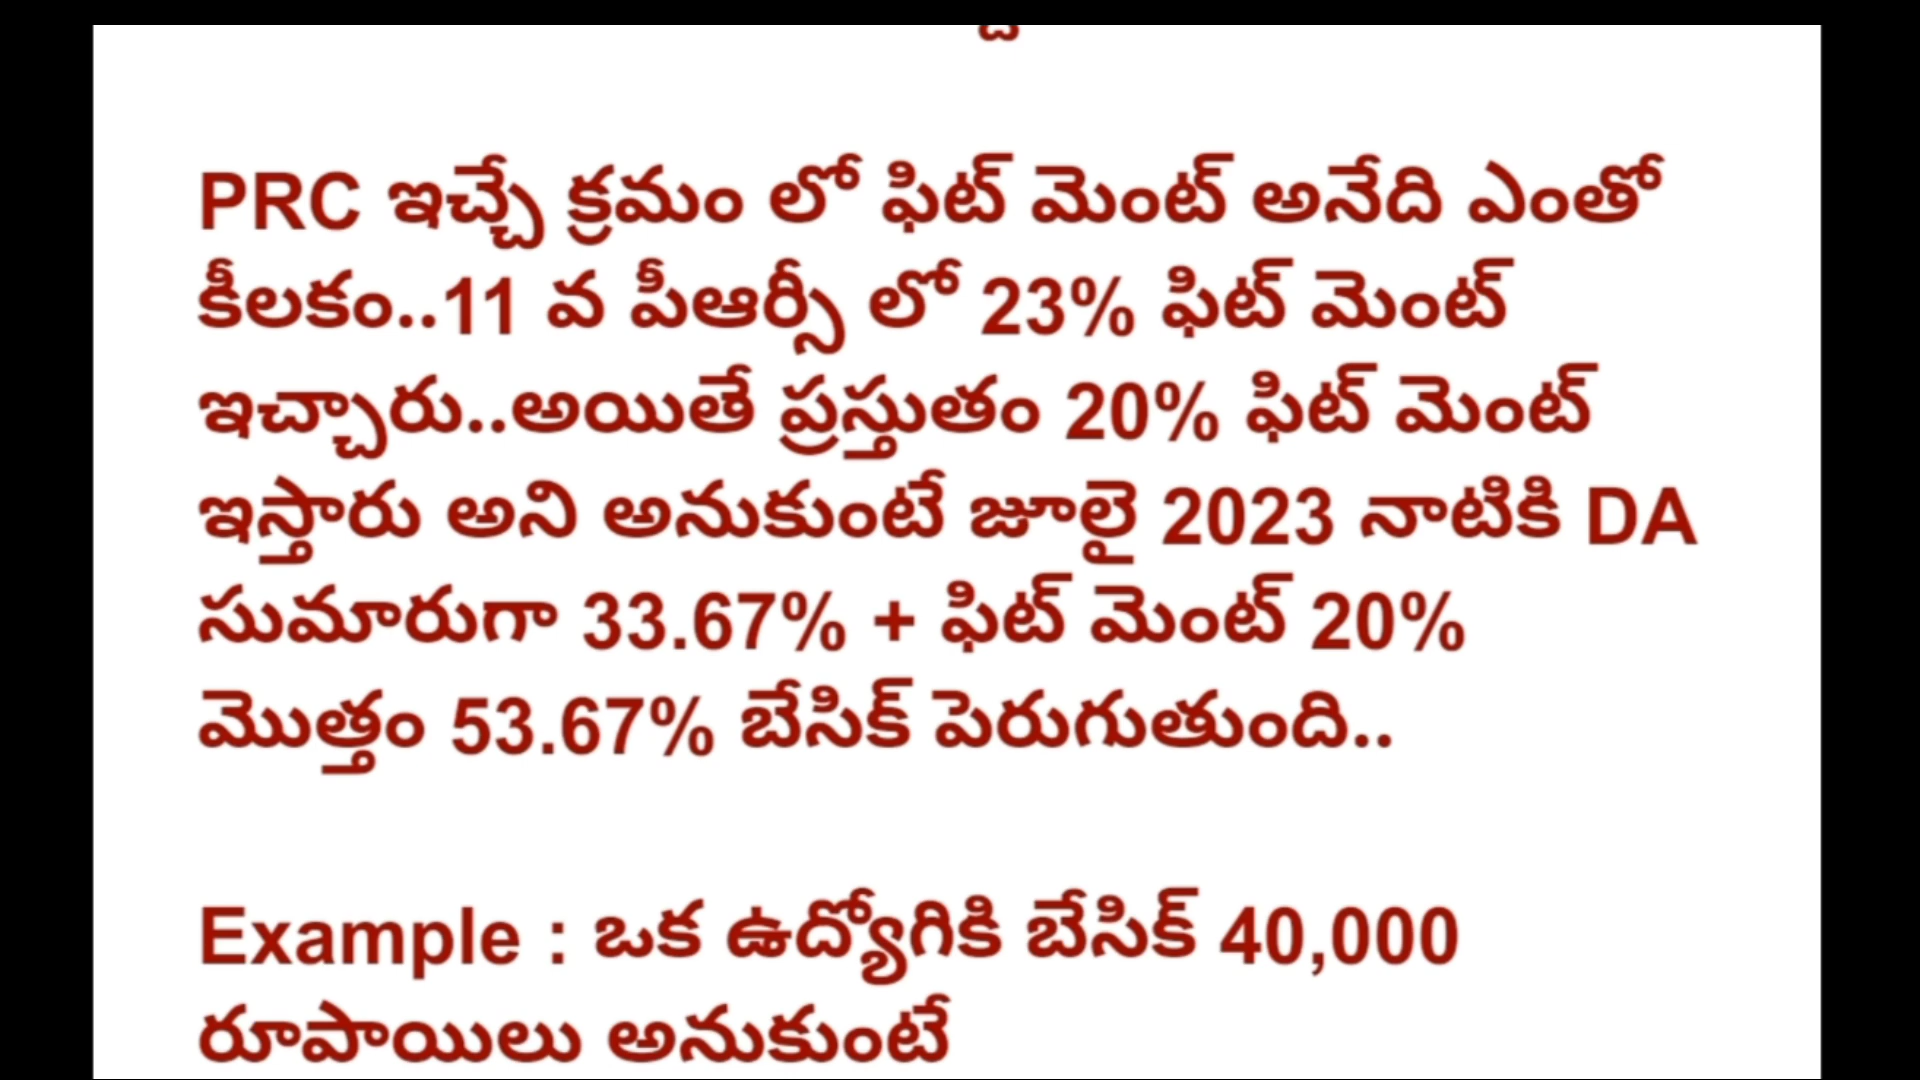 PRC ఇచ్చే క్రమం లో ఫిట్ మెంట్ అనేది ఎంతో
కీలకం..11 వ పీఆర్సీ లో 23% ఫిట్ మెంట్
ఇచ్చారు..అయితే ప్రస్తుతం 20% ఫిట్ మెంట్
ఇస్తారు అని అనుకుంటే జూలై 2023 నాటికి DA
సుమారుగా 33.67% + ఫిట్ మెంట్ 20%
మొత్తం 53.67% బేసిక్ పెరుగుతుంది..
Example : ఒక ఉద్యోగికి బేసిక్ 40,000
రూపాయిలు అనుకుంటే